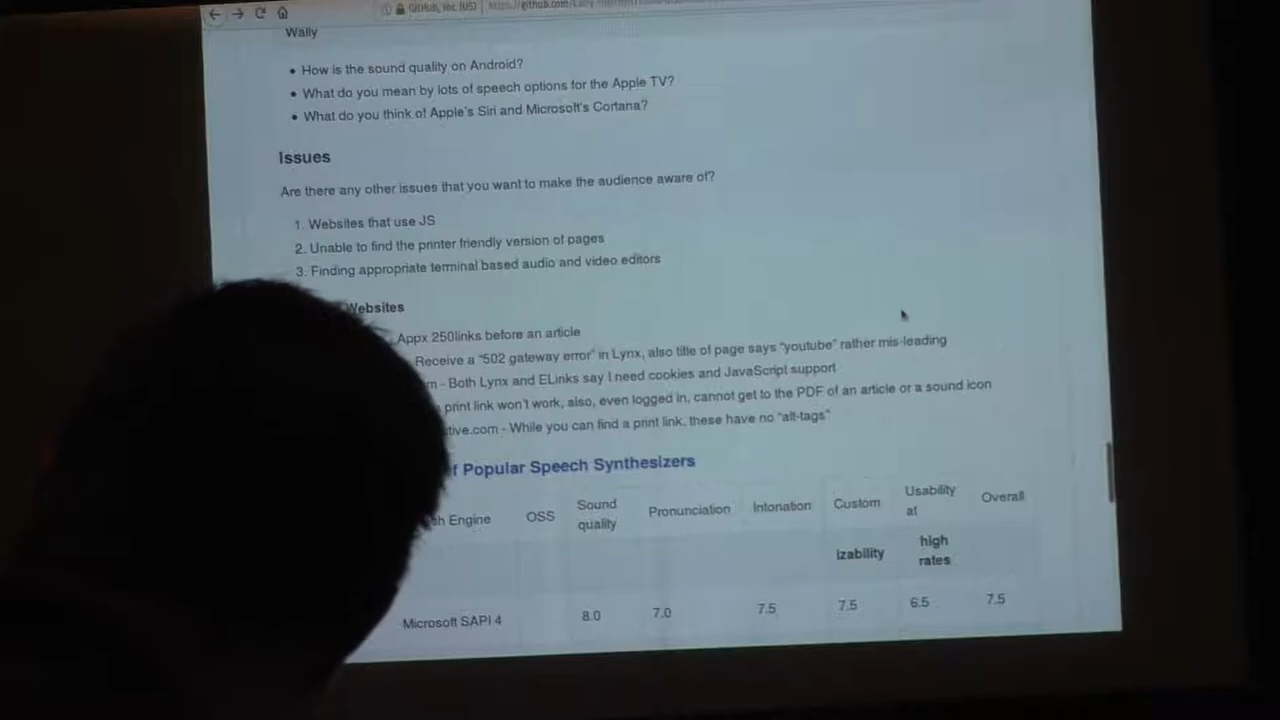 GitHub, Inc. (US) https://github.com/
Wally
• How is the sound quality on Android?
• What do you mean by lots of speech options for the Apple TV?
• What do you think of Apple's Siri and Microsoft's Cortana?
Issues
Are there any other issues that you want to make the audience aware of?
1. Websites that use JS
2. Unable to find the printer friendly version of pages
3. Finding appropriate terminal based audio and video editors
Websites
Appx 250links before an article
Receive a "502 gateway error" in Lynx, also title of page says "youtube" rather mis-leading
m - Both Lynx and ELinks say I need cookies and JavaScript support
print link won't work, also, even logged in, cannot get to the PDF of an article or a sound icon
tive.com - While you can find a print link, these have no "alt-tags"
f Popular Speech Synthesizers
h Engine OSS Sound quality Pronunciation Intonation Custom Usability at Overall
izability high rates
Microsoft SAPI 4 8.0 7.0 7.5 7.5 6.5 7.5